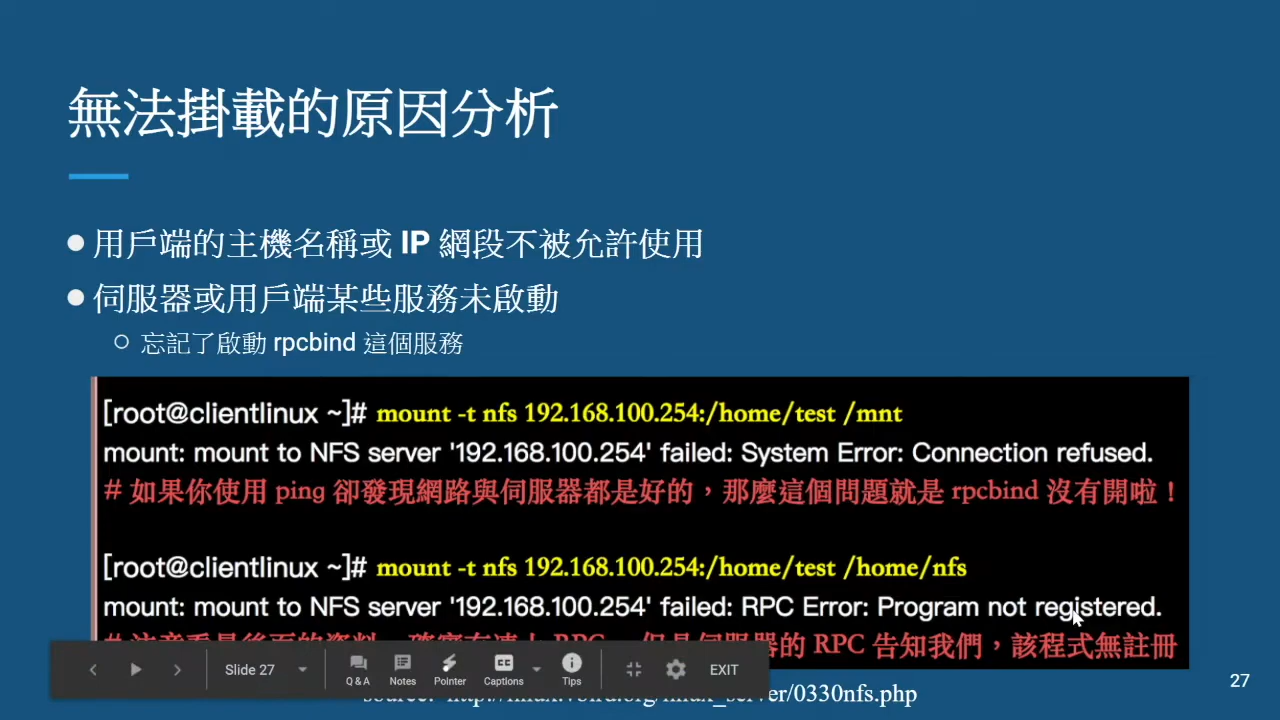 無法掛載的原因分析
● 用戶端的主機名稱或 IP 網段不被允許使用
● 伺服器或用戶端某些服務未啟動
○ 忘記了啟動 rpcbind 這個服務
[root@clientlinux ~]# mount -t nfs 192.168.100.254:/home/test /mnt
mount: mount to NFS server '192.168.100.254' failed: System Error: Connection refused.
# 如果你使用 ping 卻發現網路與伺服器都是好的，那麼這個問題就是 rpcbind 沒有開啦！
[root@clientlinux ~]# mount -t nfs 192.168.100.254:/home/test /home/nfs
mount: mount to NFS server '192.168.100.254' failed: RPC Error: Program not registered.
的 RPC 告知我們，該程式無註冊
Slide 27
Q & A
Notes
Pointer
CC
Captions
Tips
EXIT
27
er/0330nfs.php